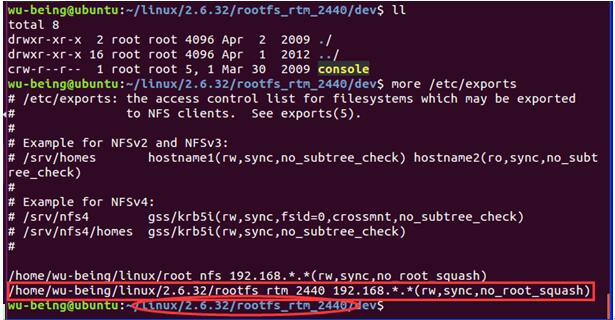 wu-being@ubuntu:~/linux/2.6.32/rootfs_rtm_2440/dev$ ll
total 8
drwxr-xr-x  2 root root 4096 Apr  2  2009 ./
drwxr-xr-x 16 root root 4096 Apr  1  2012 ../
crw-r--r--  1 root root 5, 1 Mar 30  2009 console
wu-being@ubuntu:~/linux/2.6.32/rootfs_rtm_2440/dev$ more /etc/exports
# /etc/exports: the access control list for filesystems which may be exported
#               to NFS clients.  See exports(5).
#
# Example for NFSv2 and NFSv3:
# /srv/homes       hostname1(rw,sync,no_subtree_check) hostname2(ro,sync,no_subt
ree_check)
#
# Example for NFSv4:
# /srv/nfs4        gss/krb5i(rw,sync,fsid=0,crossmnt,no_subtree_check)
# /srv/nfs4/homes  gss/krb5i(rw,sync,no_subtree_check)
#
/home/wu-being/linux/root_nfs 192.168.*.*(rw,sync,no_root_squash)
/home/wu-being/linux/2.6.32/rootfs_rtm_2440 192.168.*.*(rw,sync,no_root_squash)
wu-being@ubuntu:~/linux/2.6.32/rootfs_rtm_2440/dev$